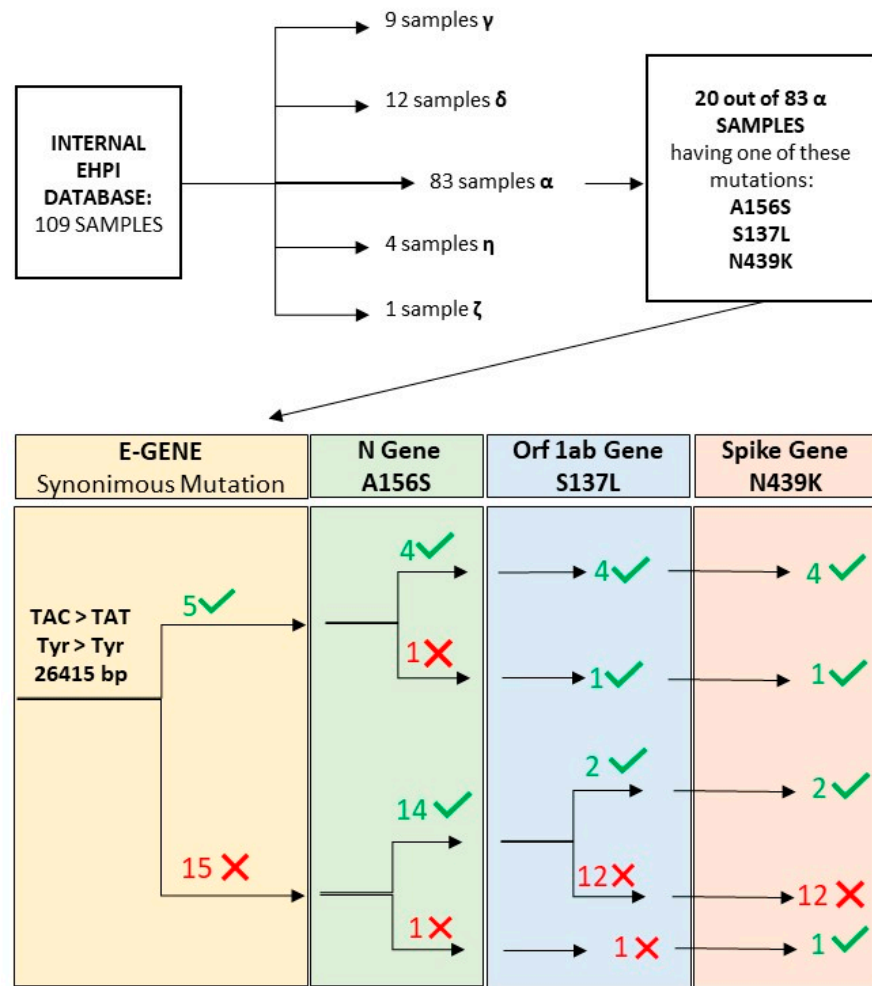 9 samples γ
12 samples δ
83 samples α
4 samples η
1 sample ζ
INTERNAL
EHPI
DATABASE:
109 SAMPLES
20 out of 83 α
SAMPLES
having one of these
mutations:
A156S
S137L
N439K
E-GENE
Synonimous Mutation
N Gene
A156S
Orf 1ab Gene
S137L
Spike Gene
N439K
TAC > TAT
Tyr > Tyr
26415 bp
5
15
4
1
14
1
4
1
2
12
1
4
1
2
12
1